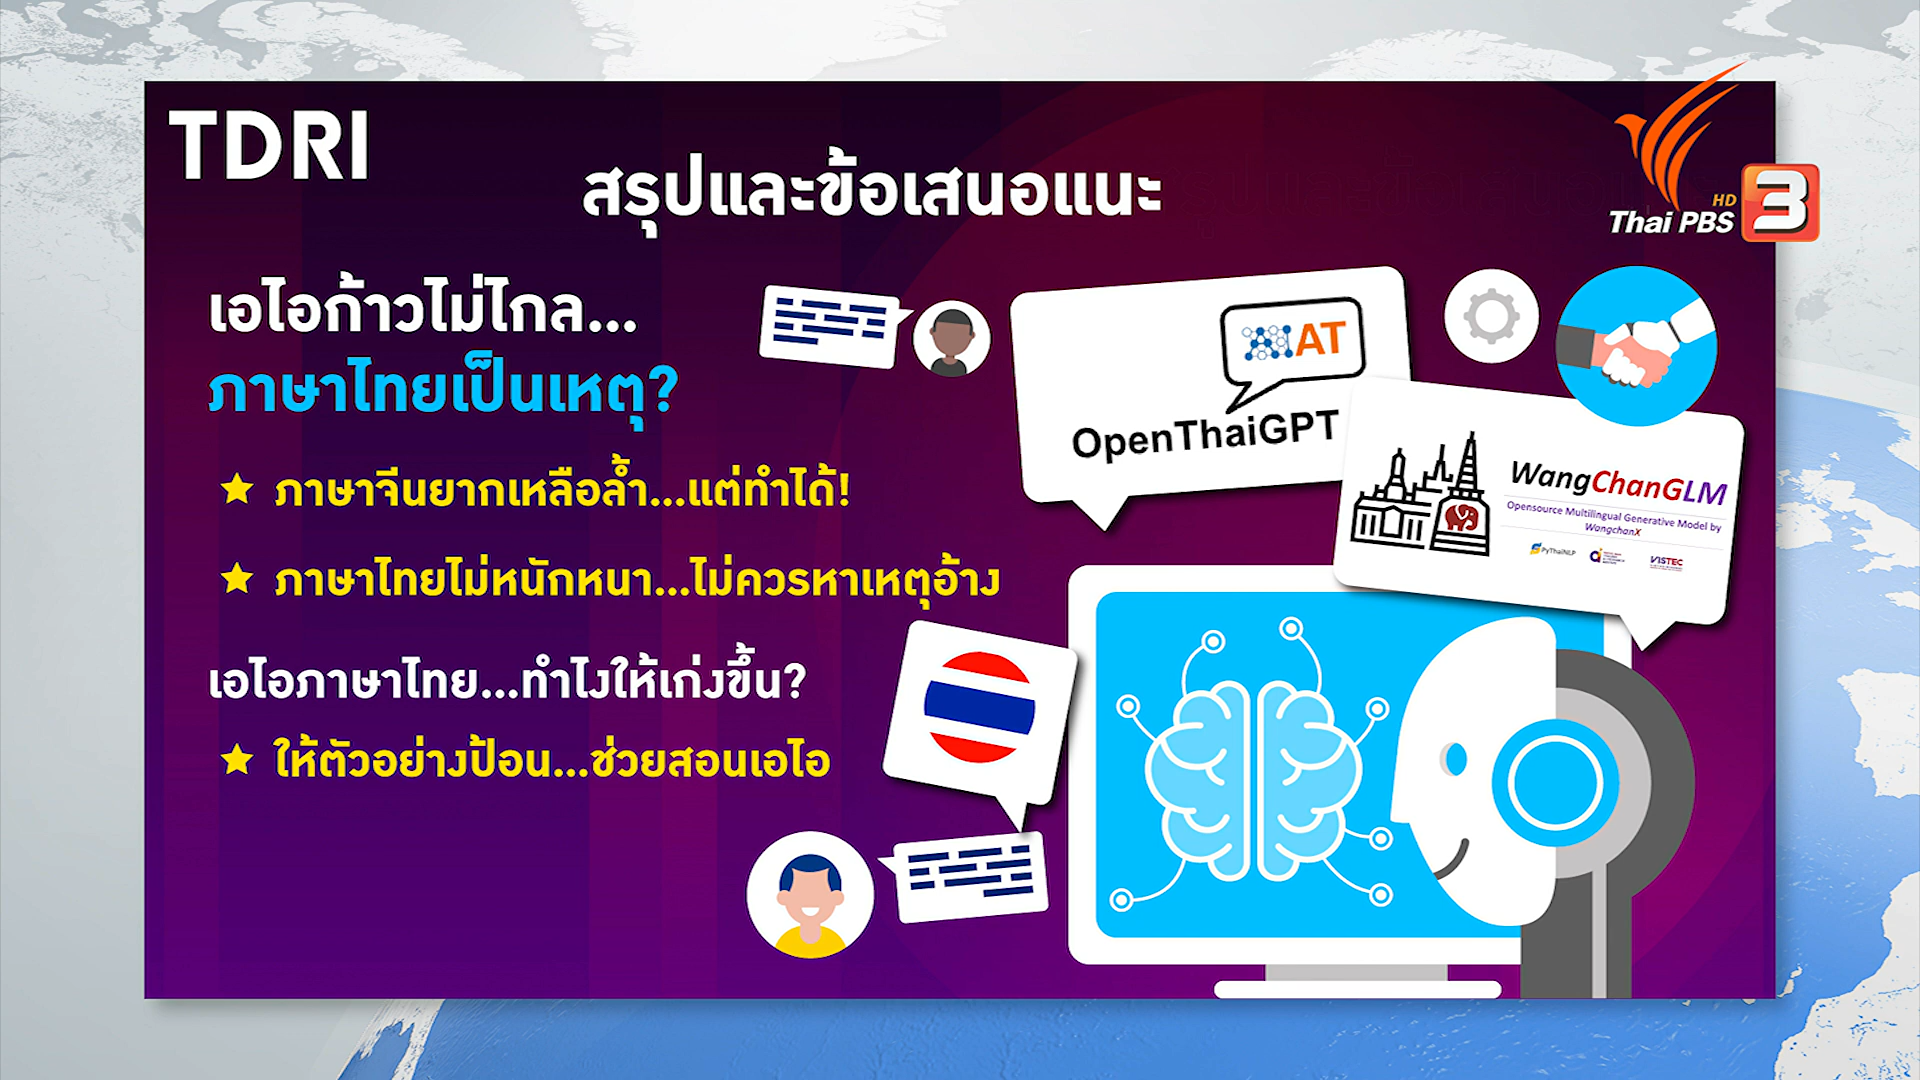 TDRI
สรุปและข้อเสนอแนะ
HD
Thai PBS 3
เอไอก้าวไม่ไกล...
ภาษาไทยเป็นเหตุ?
★ ภาษาจีนยากเหลือล้ำ...แต่ทำได้!
★ ภาษาไทยไม่หนักหนา...ไม่ควรหาเหตุอ้าง
เอไอภาษาไทย...ทำไงให้เก่งขึ้น?
★ ให้ตัวอย่างป้อน...ช่วยสอนเอไอ
AT
OpenThaiGPT
WangChanGLM
Opensource Multilingual Generative Model by
WangchanX
PyThaiNLP
VISTEC